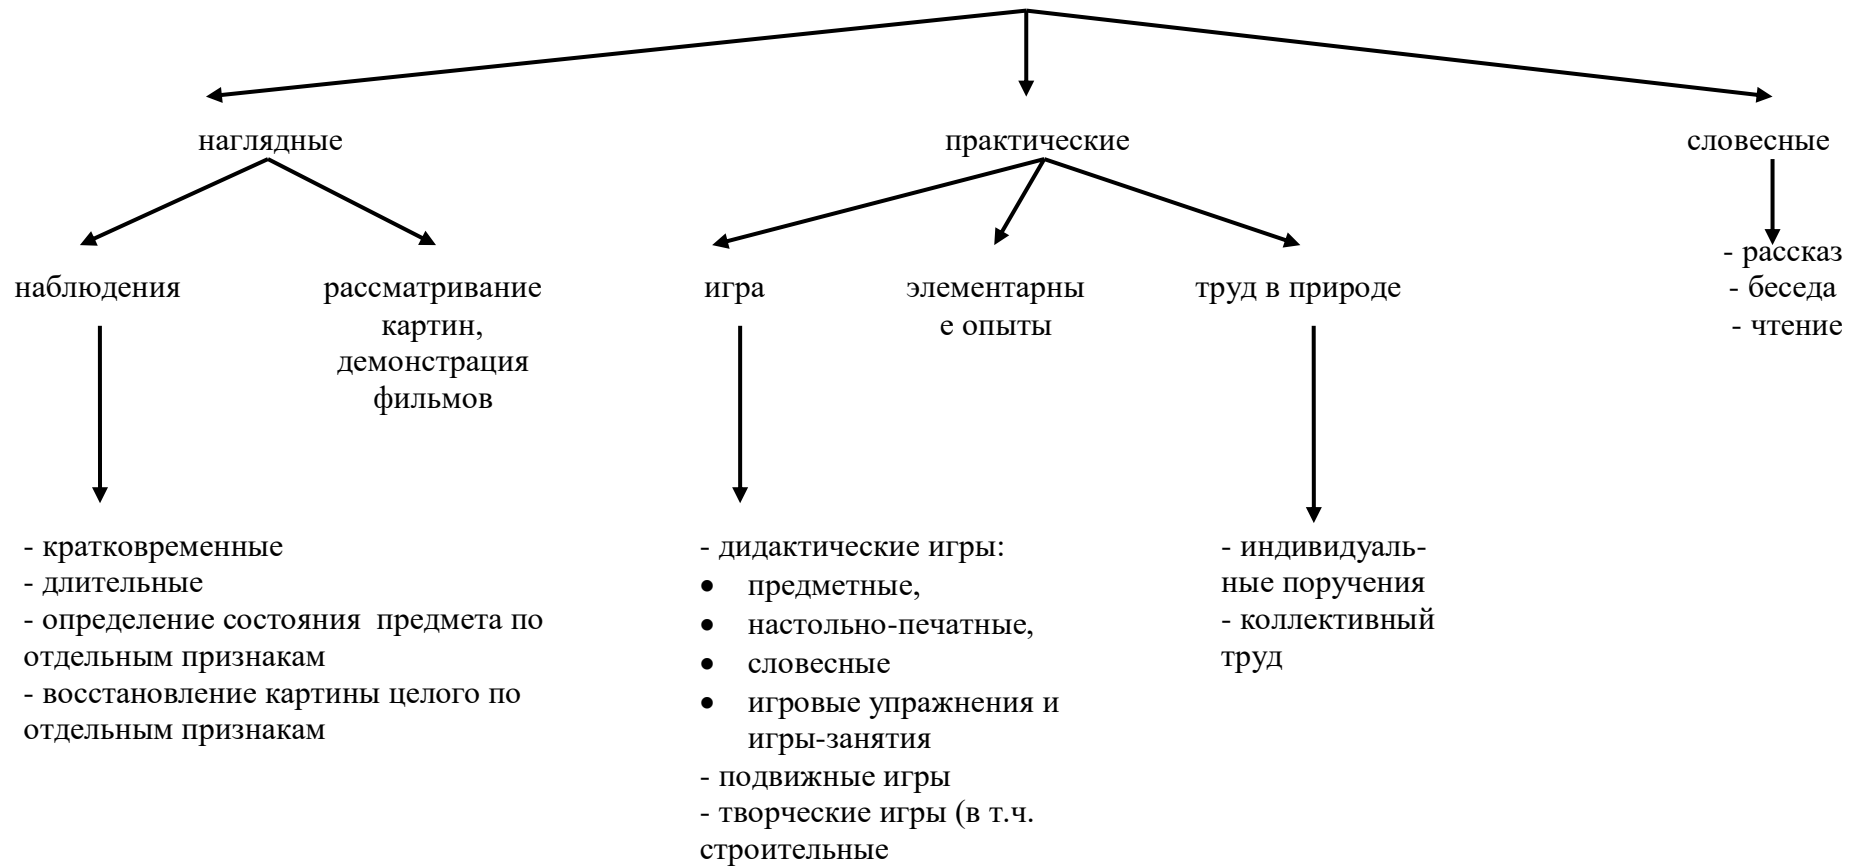 наглядные
практические
словесные
наблюдения
рассматривание
картин,
демонстрация
фильмов
игра
элементарны
е опыты
труд в природе
- рассказ
- беседа
- чтение
- кратковременные
- длительные
- определение состояния  предмета по
отдельным признакам
- восстановление картины целого по
отдельным признакам
- дидактические игры:
• предметные,
• настольно-печатные,
• словесные
• игровые упражнения и
игры-занятия
- подвижные игры
- творческие игры (в т.ч.
строительные
- индивидуаль-
ные поручения
- коллективный
труд